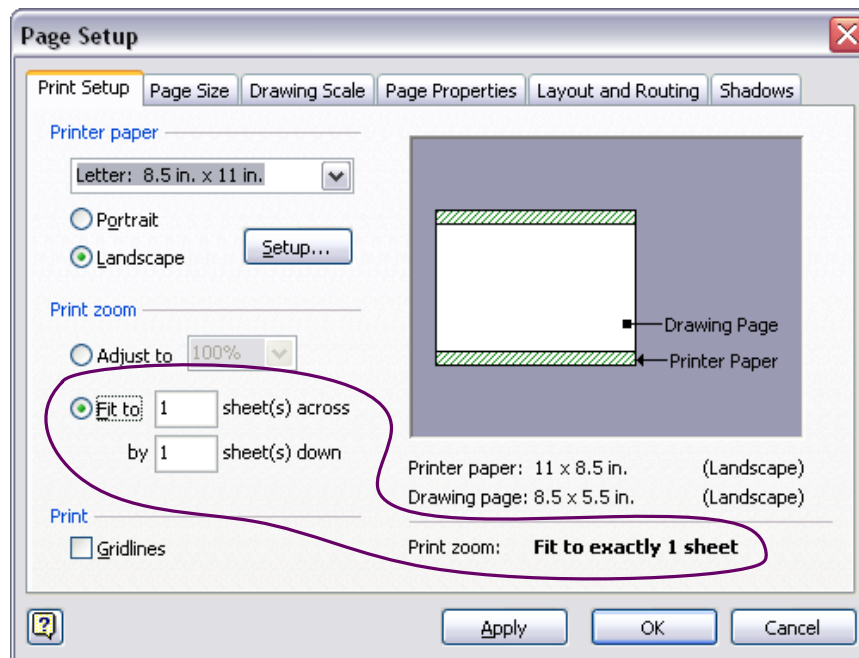 Page Setup
Print Setup Page Size Drawing Scale Page Properties Layout and Routing Shadows
Printer paper
Letter: 8.5 in. x 11 in.
Portrait
Landscape
Setup...
Print zoom
Adjust to 100%
Fit to 1 sheet(s) across
by 1 sheet(s) down
Print
Gridlines
Drawing Page
Printer Paper
Printer paper: 11 x 8.5 in. (Landscape)
Drawing page: 8.5 x 5.5 in. (Landscape)
Print zoom: Fit to exactly 1 sheet
?
Apply OK Cancel